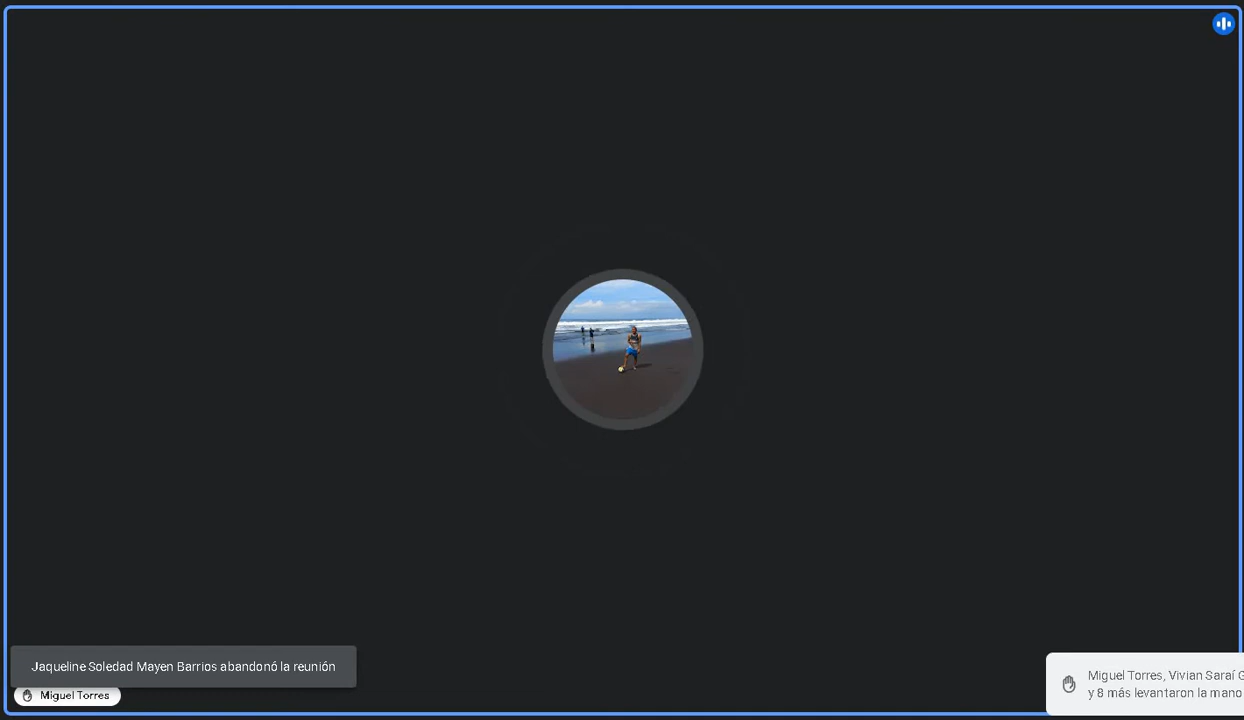 Jaqueline Soledad Mayen Barrios abandonó la reunión
Miguel Torres
Miguel Torres, Vivian Saraí G
y 8 más levantaron la mano